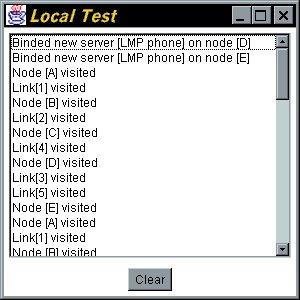 Local Test
Binded new server [LMP phone] on node [D]
Binded new server [LMP phone] on node [E]
Node [A] visited
Link[1] visited
Node [B] visited
Link[2] visited
Node [C] visited
Link[4] visited
Node [D] visited
Link[3] visited
Link[5] visited
Node [E] visited
Node [A] visited
Link[1] visited
Node [B] visited
Clear